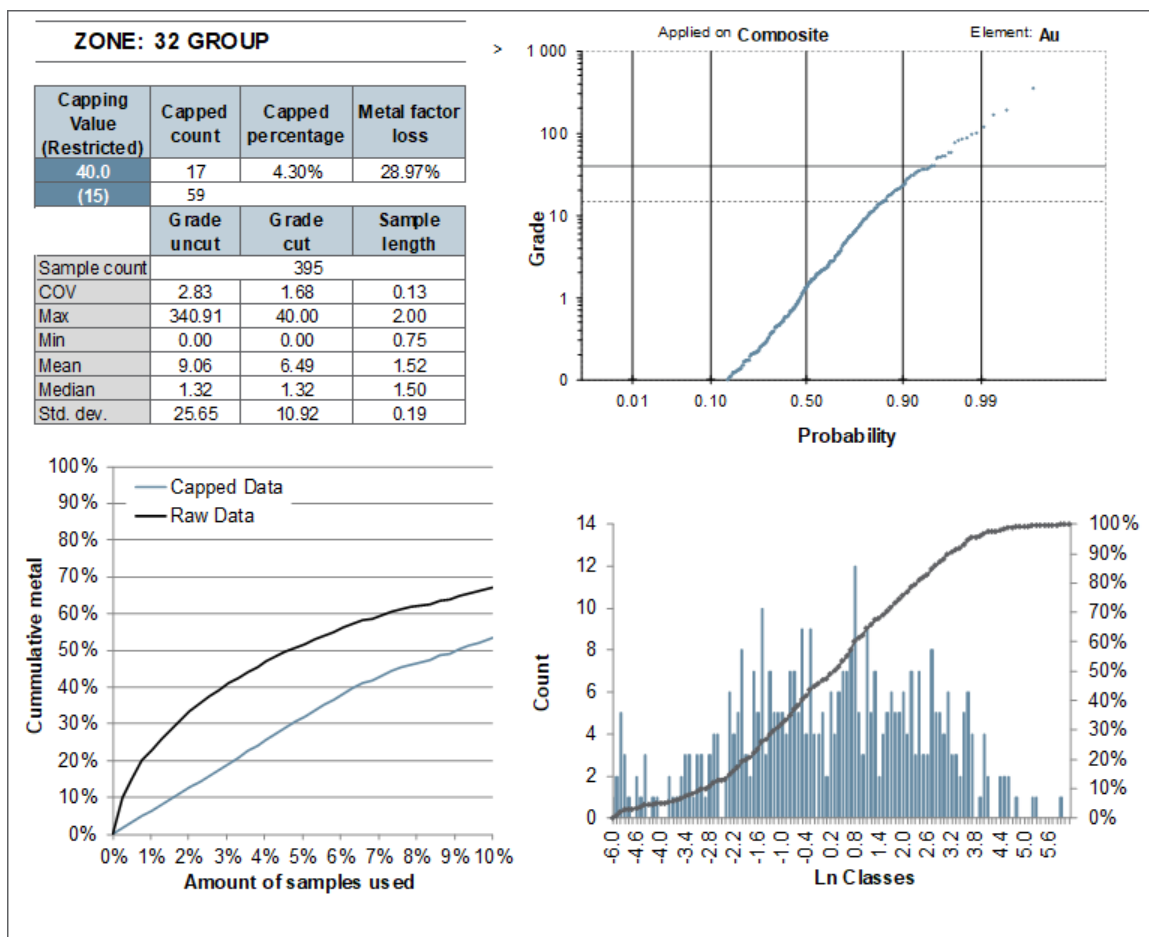 ZONE: 32 GROUP
>
Applied on Composite
Element: Au
Capping Value (Restricted) Capped count Capped percentage Metal factor loss
40.0 17 4.30% 28.97%
(15) 59
Grade uncut Grade cut Sample length
Sample count 395
COV 2.83 1.68 0.13
Max 340.91 40.00 2.00
Min 0.00 0.00 0.75
Mean 9.06 6.49 1.52
Median 1.32 1.32 1.50
Std. dev. 25.65 10.92 0.19
Grade
1 000
100
10
1
0
0.01 0.10 0.50 0.90 0.99
Probability
Cummulative metal
100%
90%
80%
70%
60%
50%
40%
30%
20%
10%
0%
Capped Data
Raw Data
0% 1% 2% 3% 4% 5% 6% 7% 8% 9% 10%
Amount of samples used
Count
14
12
10
8
6
4
2
0
100%
90%
80%
70%
60%
50%
40%
30%
20%
10%
0%
-6.0 -4.6 -4.0 -3.4 -2.8 -2.2 -1.6 -1.0 -0.4 0.2 0.8 1.4 2.0 2.6 3.2 3.8 4.4 5.0 5.6
Ln Classes